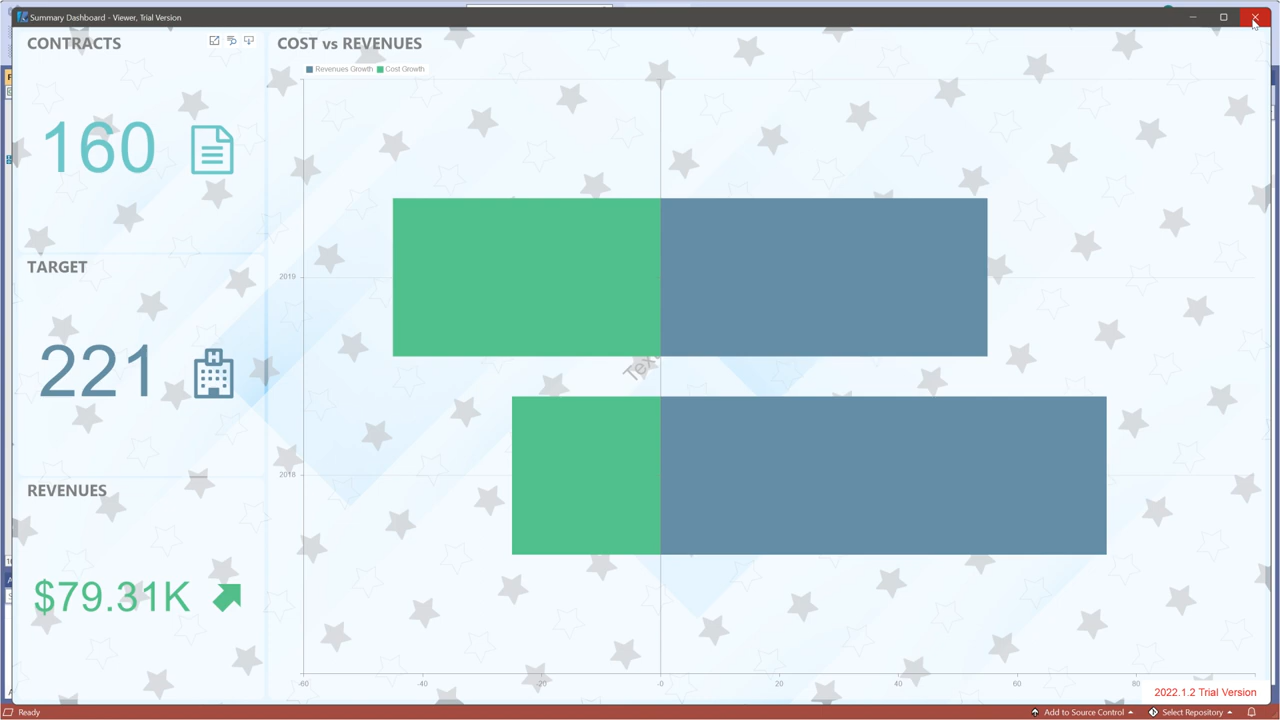 Summary Dashboard - Viewer, Trial Version
CONTRACTS
160
TARGET
221
H
REVENUES
$79.31K
COST vs REVENUES
Revenues Growth
Cost Growth
2019
2018
-60
-40
-20
-0
20
40
60
80
2022.1.2 Trial Version
Ready
Add to Source Control
Select Repository